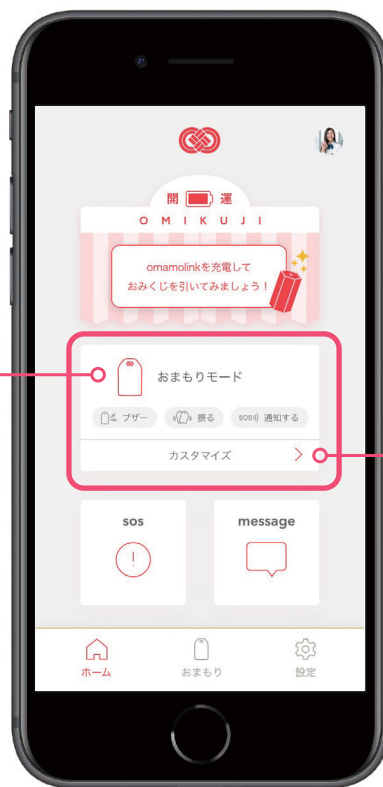 開 運
OMIKUJI
omamolinkを充電して
おみくじを引いてみましょう！
おまもりモード
ブザー 振る SOS 通知する
カスタマイズ
sos message
ホーム おまもり 設定